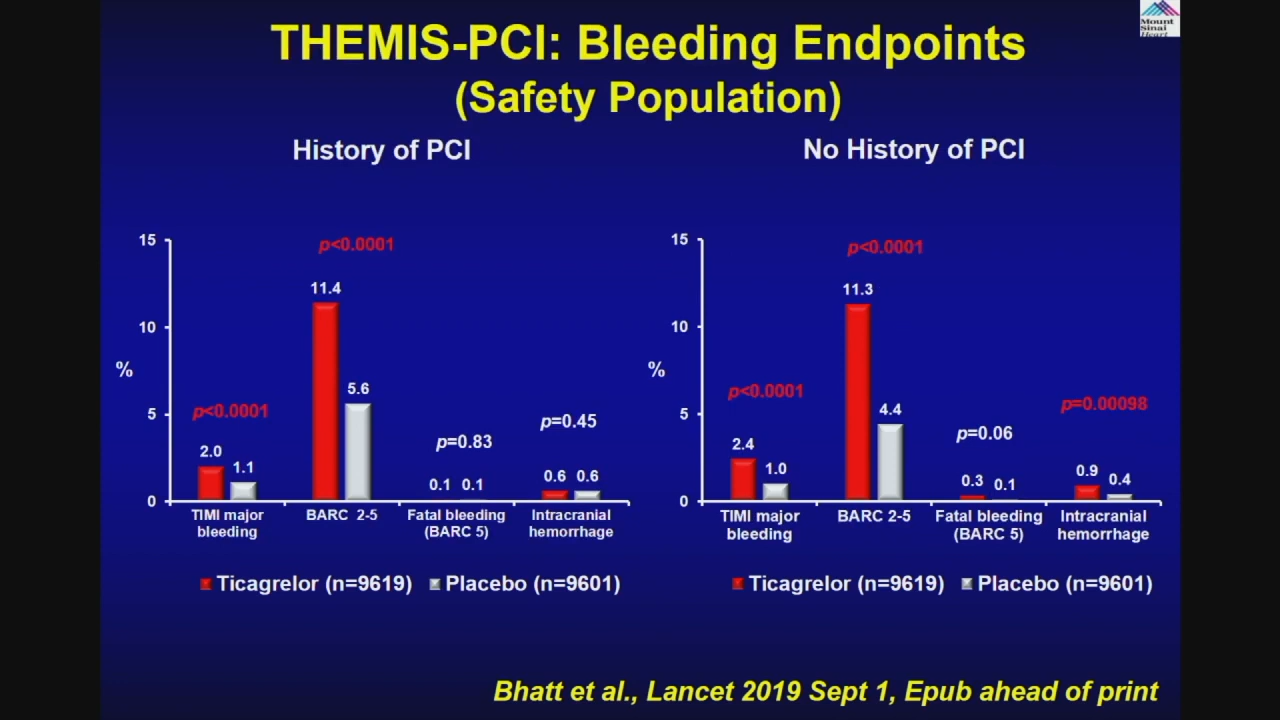 Mount
Sinai
Heart
THEMIS-PCI: Bleeding Endpoints
(Safety Population)
History of PCI
15
10
5
0
%
p<0.0001
2.0
1.1
p<0.0001
11.4
5.6
p=0.83
0.1 0.1
p=0.45
0.6 0.6
TIMI major
bleeding
BARC 2-5
Fatal bleeding
(BARC 5)
Intracranial
hemorrhage
Ticagrelor (n=9619)
Placebo (n=9601)
No History of PCI
15
10
5
0
%
p<0.0001
2.4
1.0
p<0.0001
11.3
4.4
p=0.06
0.3 0.1
p=0.00098
0.9
0.4
TIMI major
bleeding
BARC 2-5
Fatal bleeding
(BARC 5)
Intracranial
hemorrhage
Ticagrelor (n=9619)
Placebo (n=9601)
Bhatt et al., Lancet 2019 Sept 1, Epub ahead of print